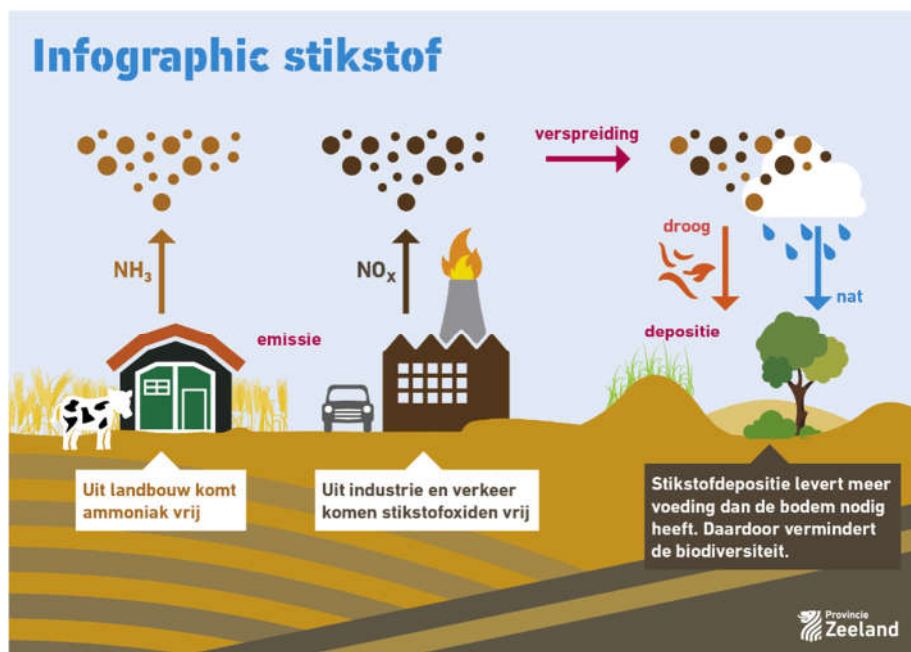 Infographic stikstof
verspreiding
droog
NH₃
NOₓ
nat
emissie
depositie
Uit landbouw komt
ammoniak vrij
Uit industrie en verkeer
komen stikstofoxiden vrij
Stikstofdepositie levert meer
voeding dan de bodem nodig
heeft. Daardoor vermindert
de biodiversiteit.
Provincie
Zeeland